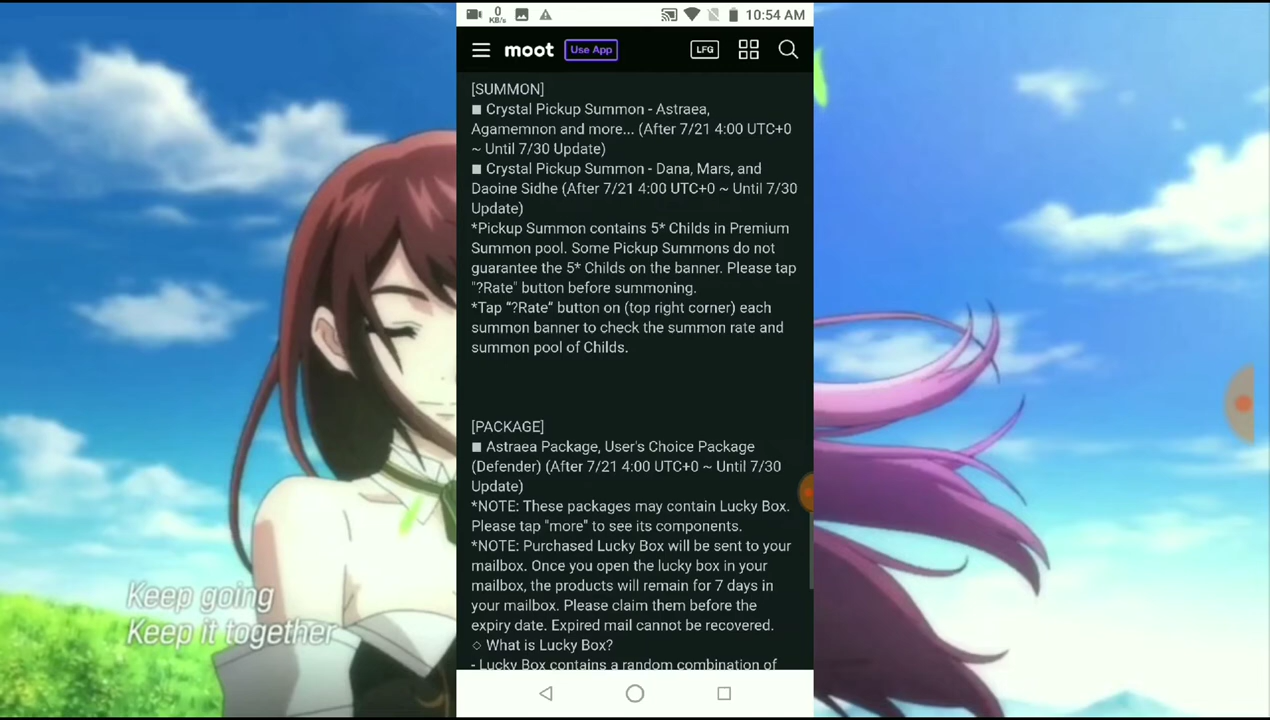 0
KB/s
10:54 AM
moot
Use App
LFG
[SUMMON]
■ Crystal Pickup Summon - Astraea,
Agamemnon and more... (After 7/21 4:00 UTC+0
~ Until 7/30 Update)
■ Crystal Pickup Summon - Dana, Mars, and
Daoine Sidhe (After 7/21 4:00 UTC+0 ~ Until 7/30
Update)
*Pickup Summon contains 5* Childs in Premium
Summon pool. Some Pickup Summons do not
guarantee the 5* Childs on the banner. Please tap
"?Rate" button before summoning.
*Tap “?Rate“ button on (top right corner) each
summon banner to check the summon rate and
summon pool of Childs.
[PACKAGE]
■ Astraea Package, User's Choice Package
(Defender) (After 7/21 4:00 UTC+0 ~ Until 7/30
Update)
*NOTE: These packages may contain Lucky Box.
Please tap "more" to see its components.
*NOTE: Purchased Lucky Box will be sent to your
mailbox. Once you open the lucky box in your
mailbox, the products will remain for 7 days in
your mailbox. Please claim them before the
expiry date. Expired mail cannot be recovered.
◇ What is Lucky Box?
- Lucky Box contains a random combination of
Keep going
Keep it together